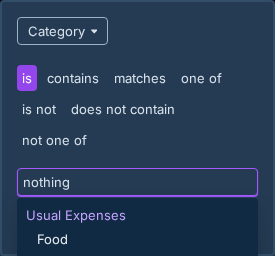 Category
is contains matches one of
is not does not contain
not one of
nothing
Usual Expenses
Food